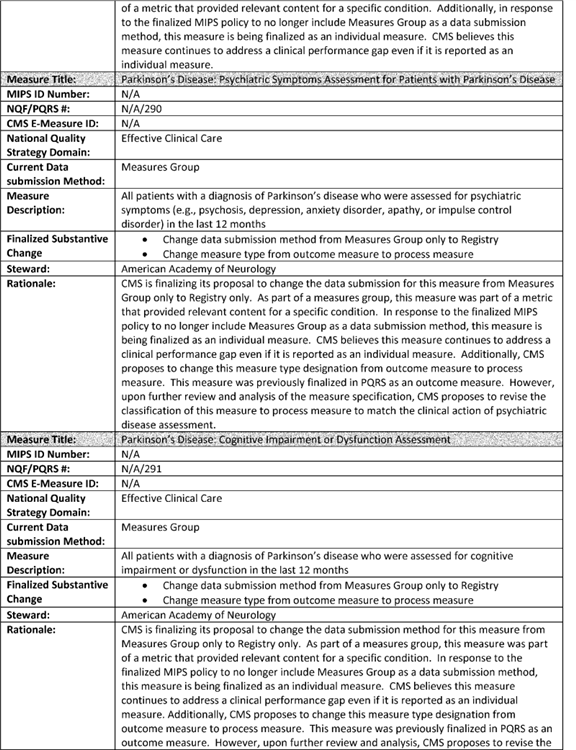 of a metric that provided relevant content for a specific condition.  Additionally, in response
to the finalized MIPS policy to no longer include Measures Group as a data submission
method, this measure is being finalized as an individual measure.  CMS believes this
measure continues to address a clinical performance gap even if it is reported as an
individual measure.
Measure Title: Parkinson's Disease: Psychiatric Symptoms Assessment for Patients with Parkinson's Disease
MIPS ID Number: N/A
NQF/PQRS #: N/A/290
CMS E-Measure ID: N/A
National Quality Effective Clinical Care
Strategy Domain:
Current Data Measures Group
submission Method:
Measure All patients with a diagnosis of Parkinson's disease who were assessed for psychiatric
Description: symptoms (e.g., psychosis, depression, anxiety disorder, apathy, or impulse control
disorder) in the last 12 months
Finalized Substantive • Change data submission method from Measures Group only to Registry
Change • Change measure type from outcome measure to process measure
Steward: American Academy of Neurology
Rationale: CMS is finalizing its proposal to change the data submission for this measure from Measures
Group only to Registry only.  As part of a measures group, this measure was part of a metric
that provided relevant content for a specific condition.  In response to the finalized MIPS
policy to no longer include Measures Group as a data submission method, this measure is
being finalized as an individual measure.  CMS believes this measure continues to address a
clinical performance gap even if it is reported as an individual measure.  Additionally, CMS
proposes to change this measure type designation from outcome measure to process
measure.  This measure was previously finalized in PQRS as an outcome measure.  However,
upon further review and analysis of the measure specification, CMS proposes to revise the
classification of this measure to process measure to match the clinical action of psychiatric
disease assessment.
Measure Title: Parkinson's Disease: Cognitive Impairment or Dysfunction Assessment
MIPS ID Number: N/A
NQF/PQRS #: N/A/291
CMS E-Measure ID: N/A
National Quality Effective Clinical Care
Strategy Domain:
Current Data Measures Group
submission Method:
Measure All patients with a diagnosis of Parkinson's disease who were assessed for cognitive
Description: impairment or dysfunction in the last 12 months
Finalized Substantive • Change data submission method from Measures Group only to Registry
Change • Change measure type from outcome measure to process measure
Steward: American Academy of Neurology
Rationale: CMS is finalizing its proposal to change the data submission method for this measure from
Measures Group only to Registry only.  As part of a measures group, this measure was part
of a metric that provided relevant content for a specific condition.  In response to the
finalized MIPS policy to no longer include Measures Group as a data submission method,
this measure is being finalized as an individual measure.  CMS believes this measure
continues to address a clinical performance gap even if it is reported as an individual
measure. Additionally, CMS proposes to change this measure type designation from
outcome measure to process measure.  This measure was previously finalized in PQRS as an
outcome measure.  However, upon further review and analysis, CMS proposes to revise the